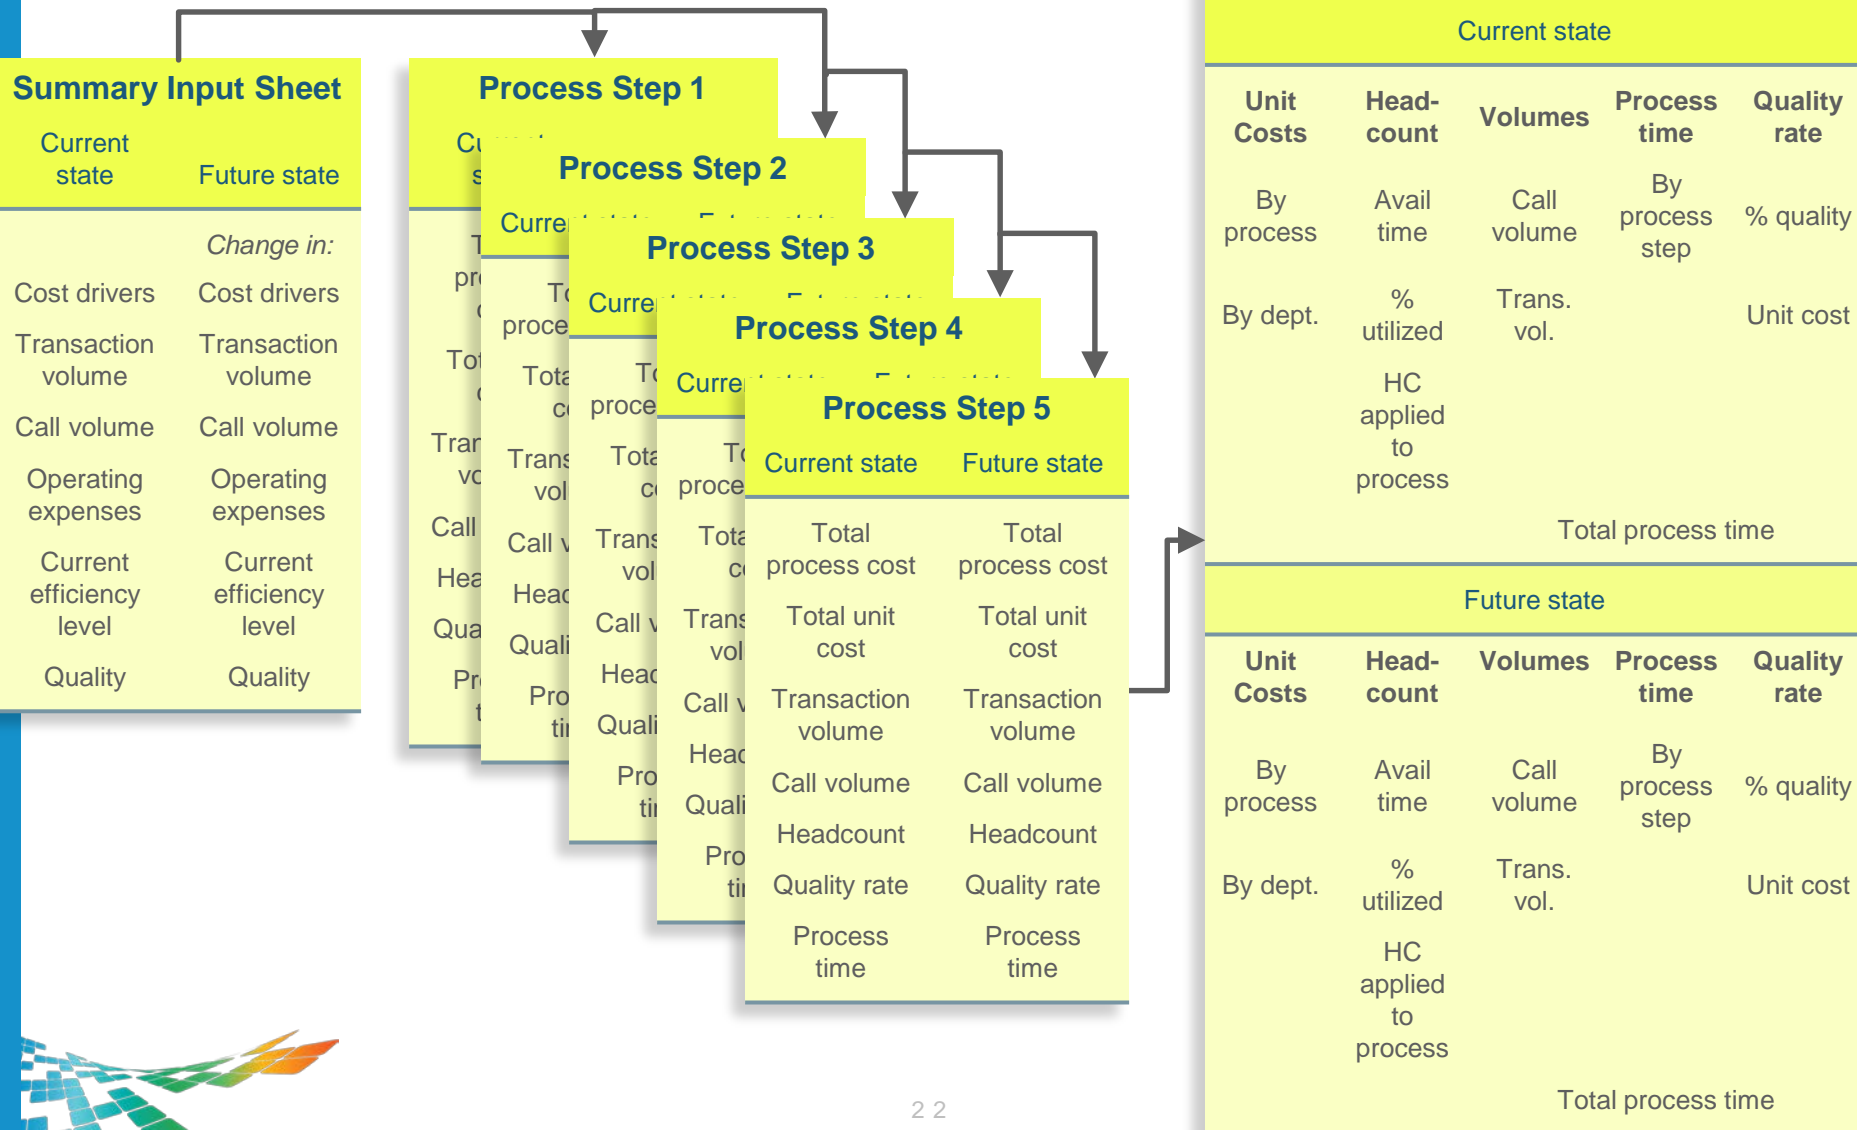 Summary Input Sheet
Current
state
Future state
Change in:
Cost drivers
Cost drivers
Transaction
volume
Transaction
volume
Call volume
Call volume
Operating
expenses
Operating
expenses
Current
efficiency
level
Current
efficiency
level
Quality
Quality
Process Step 1
Process Step 2
Process Step 3
Process Step 4
Process Step 5
Current state
Future state
Total
process cost
Total
process cost
Total unit
cost
Total unit
cost
Transaction
volume
Transaction
volume
Call volume
Call volume
Headcount
Headcount
Quality rate
Quality rate
Process
time
Process
time
Current state
Unit
Costs
Head-
count
Volumes
Process
time
Quality
rate
By
process
Avail
time
Call
volume
By
process
step
% quality
By dept.
%
utilized
Trans.
vol.
Unit cost
HC
applied
to
process
Total process time
Future state
Unit
Costs
Head-
count
Volumes
Process
time
Quality
rate
By
process
Avail
time
Call
volume
By
process
step
% quality
By dept.
%
utilized
Trans.
vol.
Unit cost
HC
applied
to
process
Total process time
22